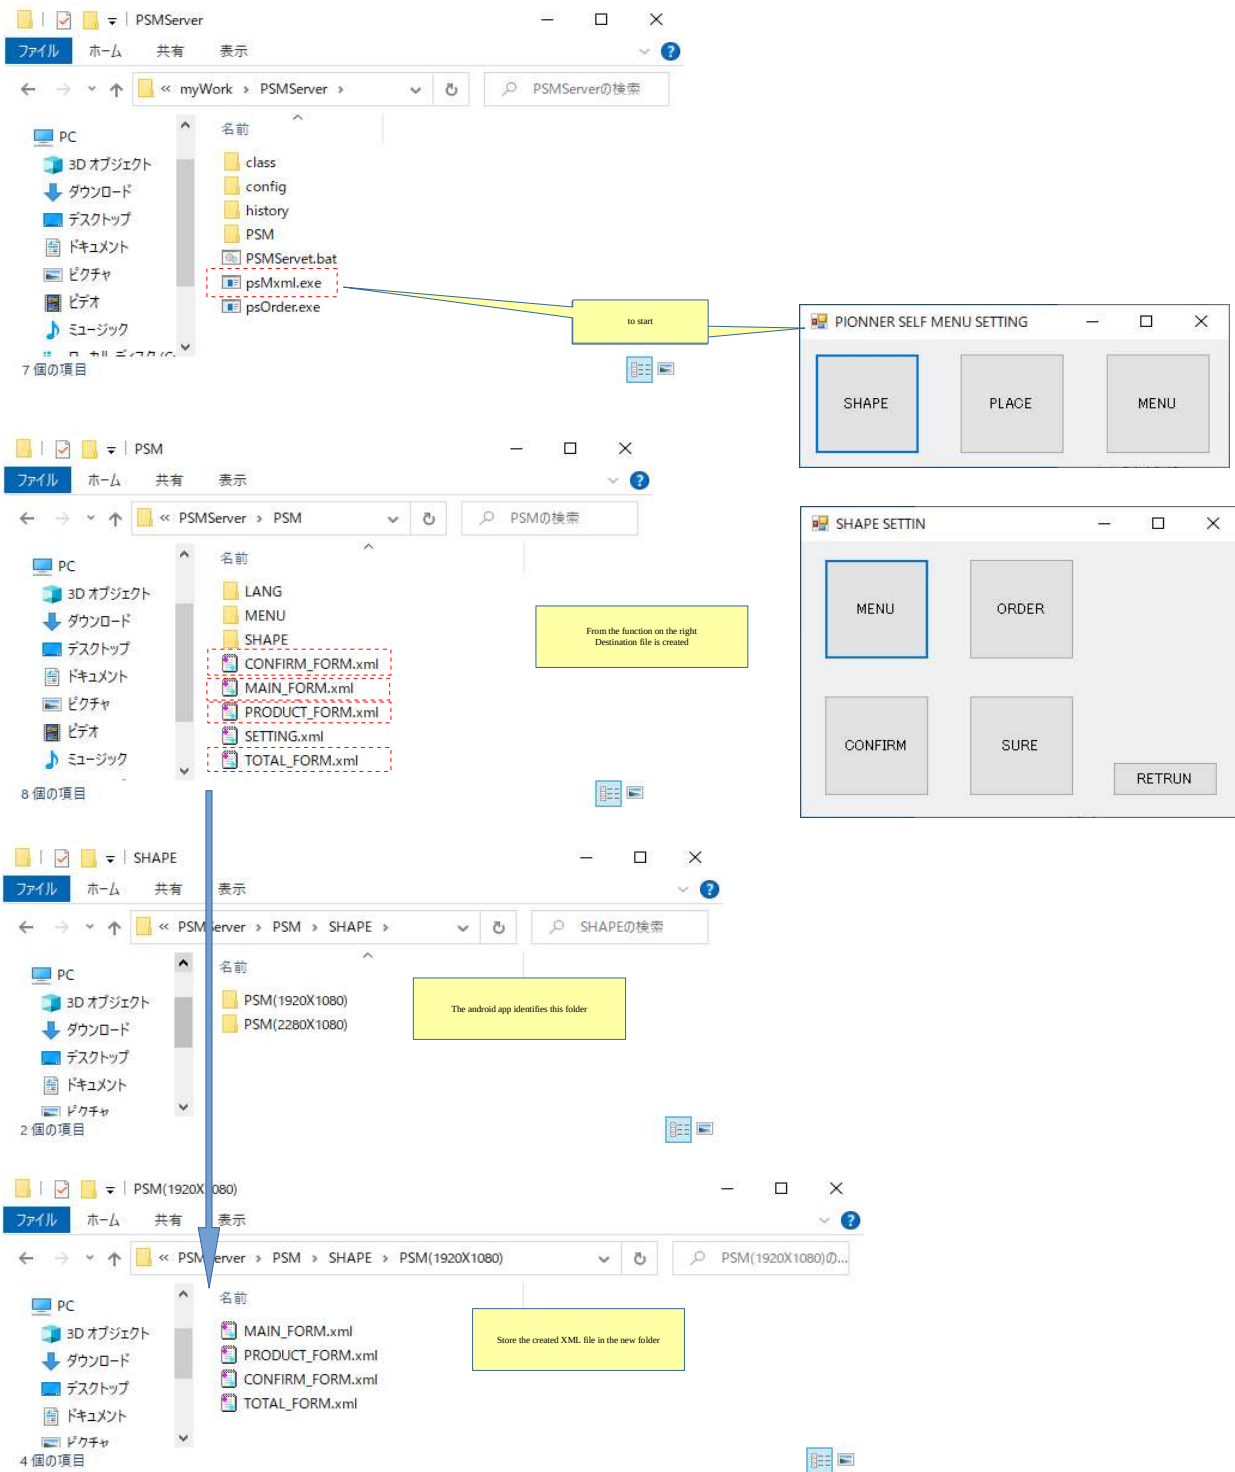 PSMServer
ファイル ホーム 共有 表示
« myWork › PSMServer › PSMServerの検索
名前
PC
3D オブジェクト
ダウンロード
デスクトップ
ドキュメント
ピクチャ
ビデオ
ミュージック
class
config
history
PSM
PSMServet.bat
psMxml.exe
psOrder.exe
7 個の項目
to start
PIONNER SELF MENU SETTING
SHAPE PLACE MENU
PSM
ファイル ホーム 共有 表示
« PSMServer › PSM PSMの検索
名前
PC
3D オブジェクト
ダウンロード
デスクトップ
ドキュメント
ピクチャ
ビデオ
ミュージック
LANG
MENU
SHAPE
CONFIRM_FORM.xml
MAIN_FORM.xml
PRODUCT_FORM.xml
SETTING.xml
TOTAL_FORM.xml
8 個の項目
From the function on the right
Destination file is created
SHAPE SETTIN
MENU ORDER
CONFIRM SURE
RETRUN
SHAPE
ファイル ホーム 共有 表示
« PSMServer › PSM › SHAPE › SHAPEの検索
名前
PC
3D オブジェクト
ダウンロード
デスクトップ
ドキュメント
ピクチャ
PSM(1920X1080)
PSM(2280X1080)
2 個の項目
The android app identifies this folder
PSM(1920X1080)
ファイル ホーム 共有 表示
« PSMServer › PSM › SHAPE › PSM(1920X1080) PSM(1920X1080)の...
名前
PC
3D オブジェクト
ダウンロード
デスクトップ
ドキュメント
ピクチャ
MAIN_FORM.xml
PRODUCT_FORM.xml
CONFIRM_FORM.xml
TOTAL_FORM.xml
4 個の項目
Store the created XML file in the new folder